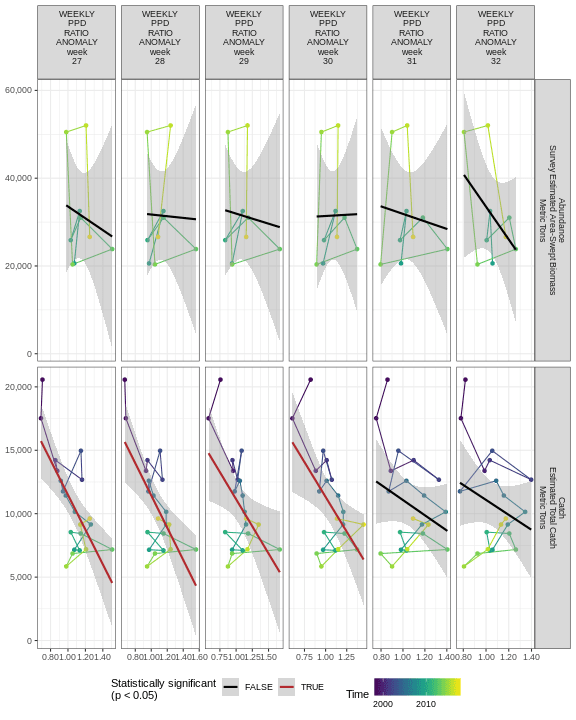 WEEKLY
PPD
RATIO
ANOMALY
week
27
WEEKLY
PPD
RATIO
ANOMALY
week
28
WEEKLY
PPD
RATIO
ANOMALY
week
29
WEEKLY
PPD
RATIO
ANOMALY
week
30
WEEKLY
PPD
RATIO
ANOMALY
week
31
WEEKLY
PPD
RATIO
ANOMALY
week
32
60,000
40,000
20,000
0
Abundance
Survey Estimated Area-Swept Biomass
Metric Tons
20,000
15,000
10,000
5,000
0
Catch
Estimated Total Catch
Metric Tons
0.80 1.00 1.20 1.40
0.80 1.00 1.20 1.40 1.60
0.75 1.00 1.25 1.50
0.75 1.00 1.25
0.80 1.00 1.20 1.40
0.80 1.00 1.20 1.40
Statistically significant
(p < 0.05)
FALSE
TRUE
Time
2000 2010